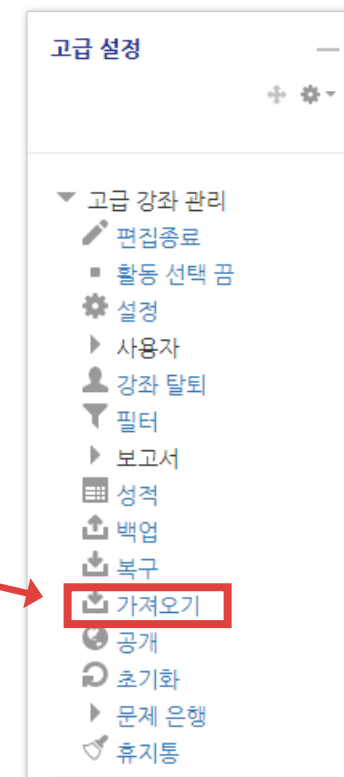 고급 설정
고급 강좌 관리
편집종료
활동 선택 끔
설정
사용자
강좌 탈퇴
필터
보고서
성적
백업
복구
가져오기
공개
초기화
문제 은행
휴지통